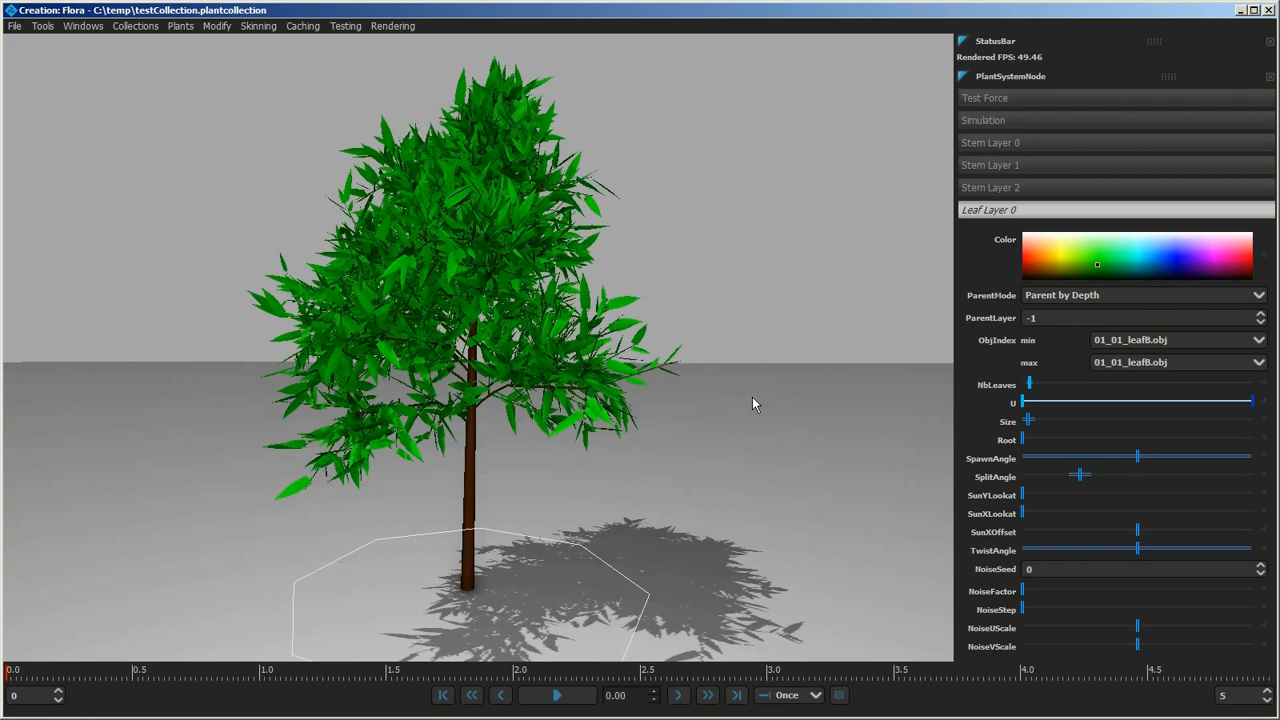 Creation: Flora - C:\temp\testCollection.plantcollection
File Tools Windows Collections Plants Modify Skinning Caching Testing Rendering
StatusBar
Rendered FPS: 49.46
PlantSystemNode
Test Force
Simulation
Stem Layer 0
Stem Layer 1
Stem Layer 2
Leaf Layer 0
Color
ParentMode Parent by Depth
ParentLayer -1
ObjIndex min 01_01_leafB.obj
max 01_01_leafB.obj
NbLeaves
U
Size
Root
SpawnAngle
SplitAngle
SunYLookat
SunXLookat
SunXOffset
TwistAngle
NoiseSeed 0
NoiseFactor
NoiseStep
NoiseUScale
NoiseVScale
0.0 0.5 1.0 1.5 2.0 2.5 3.0 3.5 4.0 4.5
0 0.00 Once 5